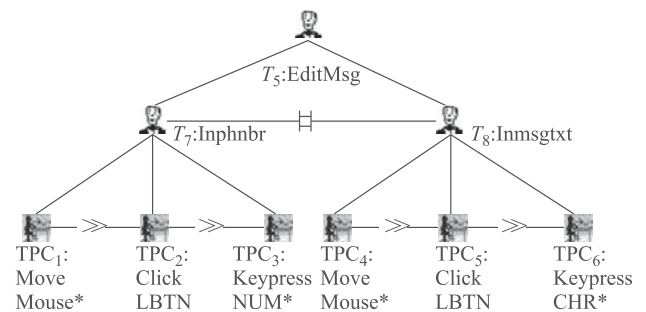 T5:EditMsg
T7:Inphnbr
T8:Inmsgtxt
TPC1: TPC2: TPC3: TPC4: TPC5: TPC6:
Move Click Keypress Move Click Keypress
Mouse* LBTN NUM* Mouse* LBTN CHR*